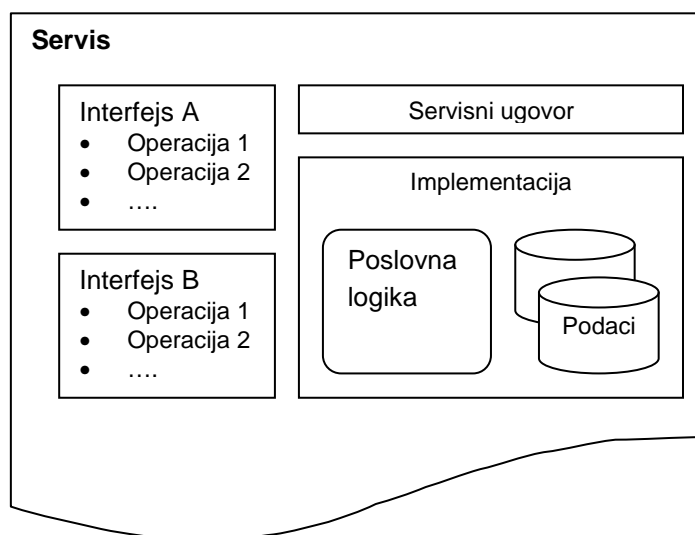 Servis
Interfejs A
• Operacija 1
• Operacija 2
• ….
Interfejs B
• Operacija 1
• Operacija 2
• ….
Servisni ugovor
Implementacija
Poslovna
logika
Podaci